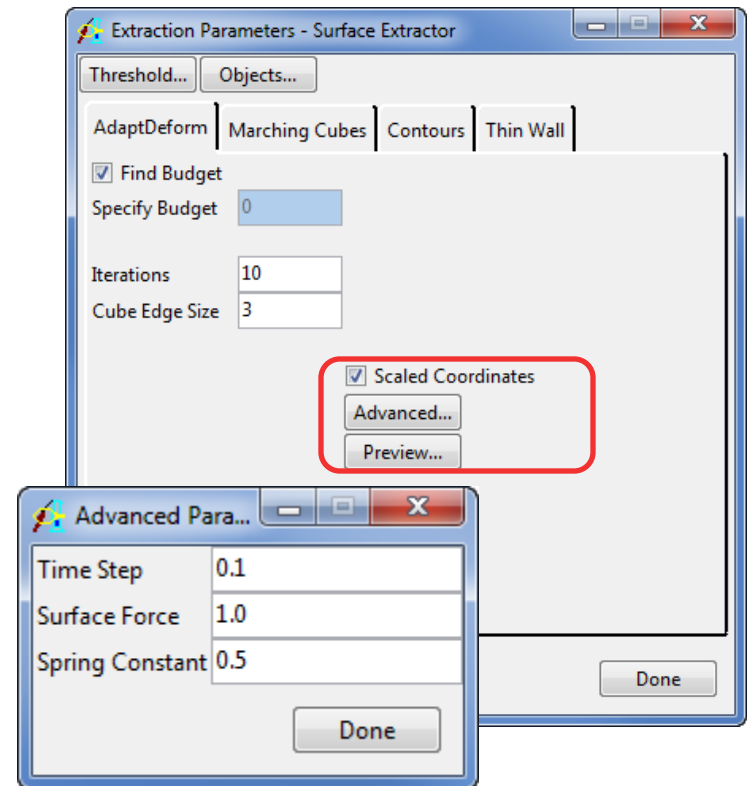 Extraction Parameters - Surface Extractor
Threshold... Objects...
AdaptDeform Marching Cubes Contours Thin Wall
Find Budget
Specify Budget 0
Iterations 10
Cube Edge Size 3
Scaled Coordinates
Advanced...
Preview...
Advanced Para...
Time Step 0.1
Surface Force 1.0
Spring Constant 0.5
Done
Done